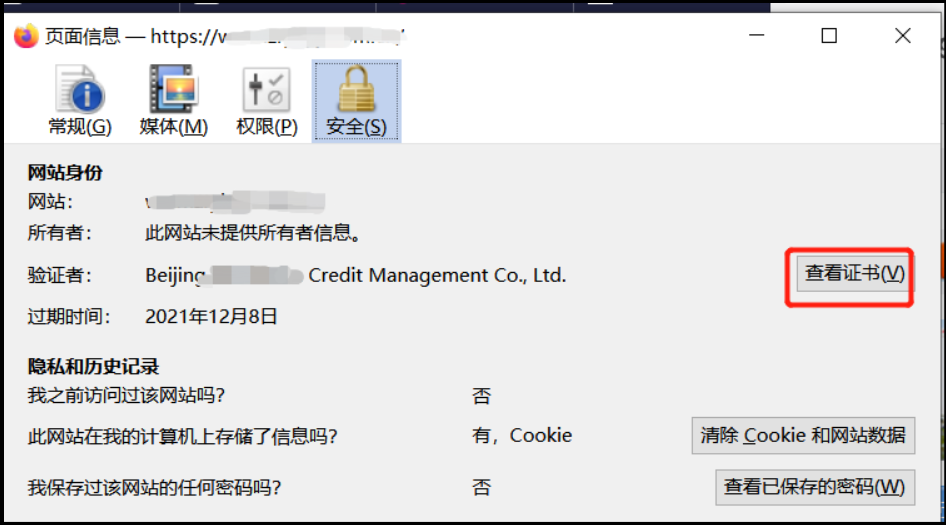 页面信息 — https://w
常规(G) 媒体(M) 权限(P) 安全(S)
网站身份
网站:
所有者: 此网站未提供所有者信息。
验证者: Beijing Credit Management Co., Ltd. 查看证书(V)
过期时间: 2021年12月8日
隐私和历史记录
我之前访问过该网站吗? 否
此网站在我的计算机上存储了信息吗? 有，Cookie 清除 Cookie 和网站数据
我保存过该网站的任何密码吗? 否 查看已保存的密码(W)